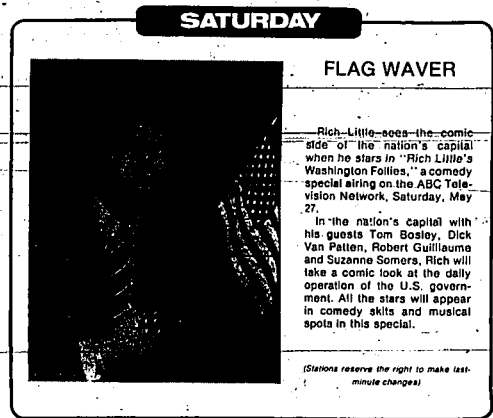 SATURDAY
FLAG WAVER
Rich Little sees the comic
side of the nation's capital
when he stars in "Rich Little's
Washington Follies," a comedy
special airing on the ABC Tele-
vision Network, Saturday, May
27.
In the nation's capital with
his guests Tom Bosley, Dick
Van Patten, Robert Guillaume
and Suzanne Somers, Rich will
take a comic look at the daily
operation of the U.S. govern-
ment. All the stars will appear
in comedy skits and musical
spots in this special.
(Stations reserve the right to make last-
minute changes)